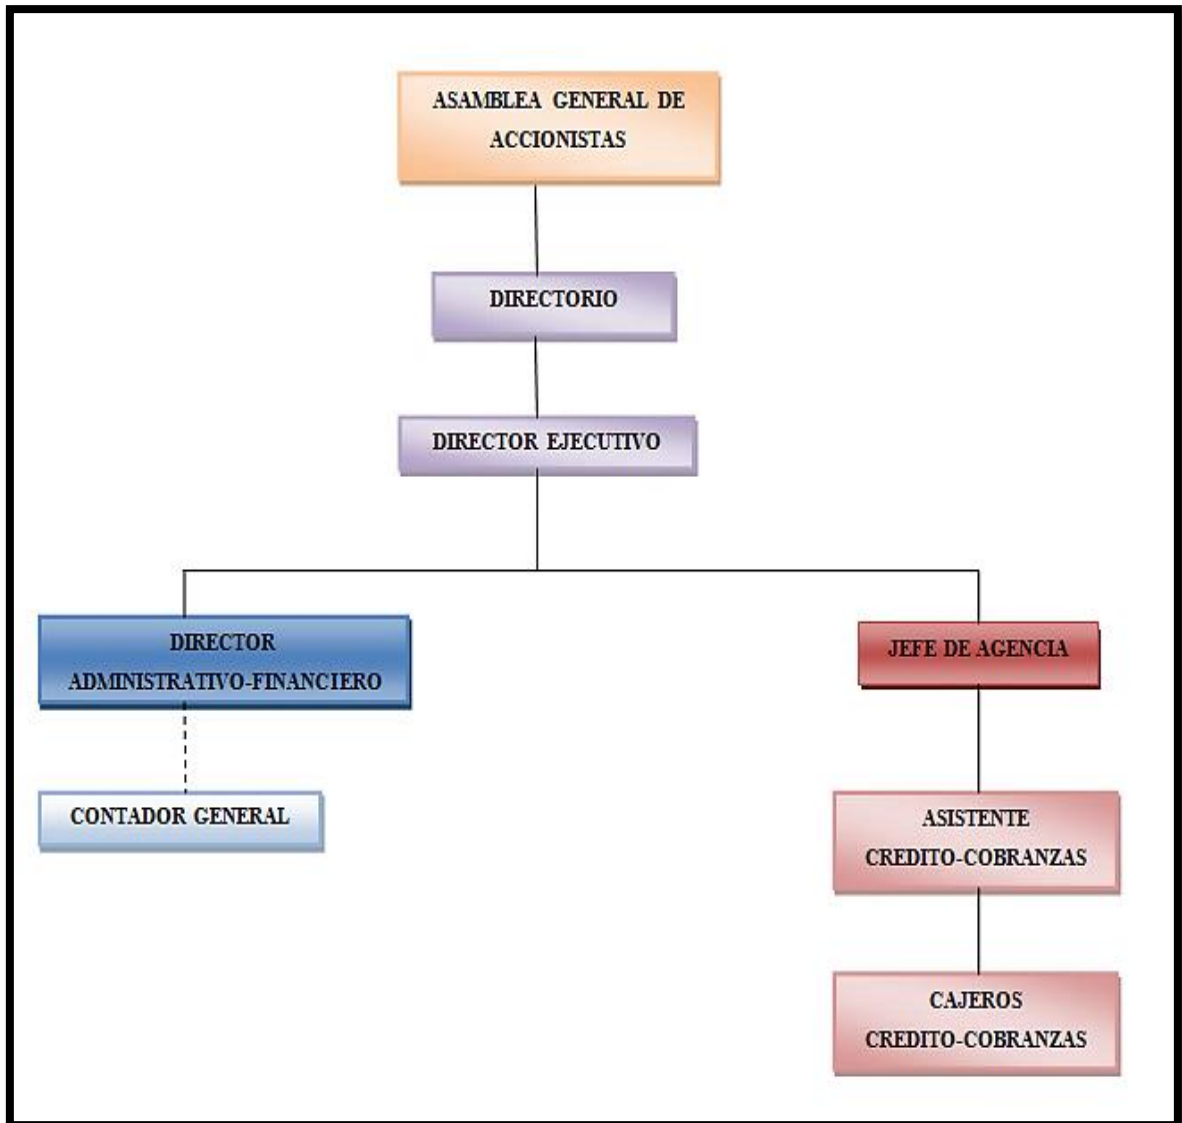 ASAMBLEA GENERAL DE
ACCIONISTAS
DIRECTORIO
DIRECTOR EJECUTIVO
DIRECTOR
ADMINISTRATIVO-FINANCIERO
JEFE DE AGENCIA
CONTADOR GENERAL
ASISTENTE
CREDITO-COBRANZAS
CAJEROS
CREDITO-COBRANZAS